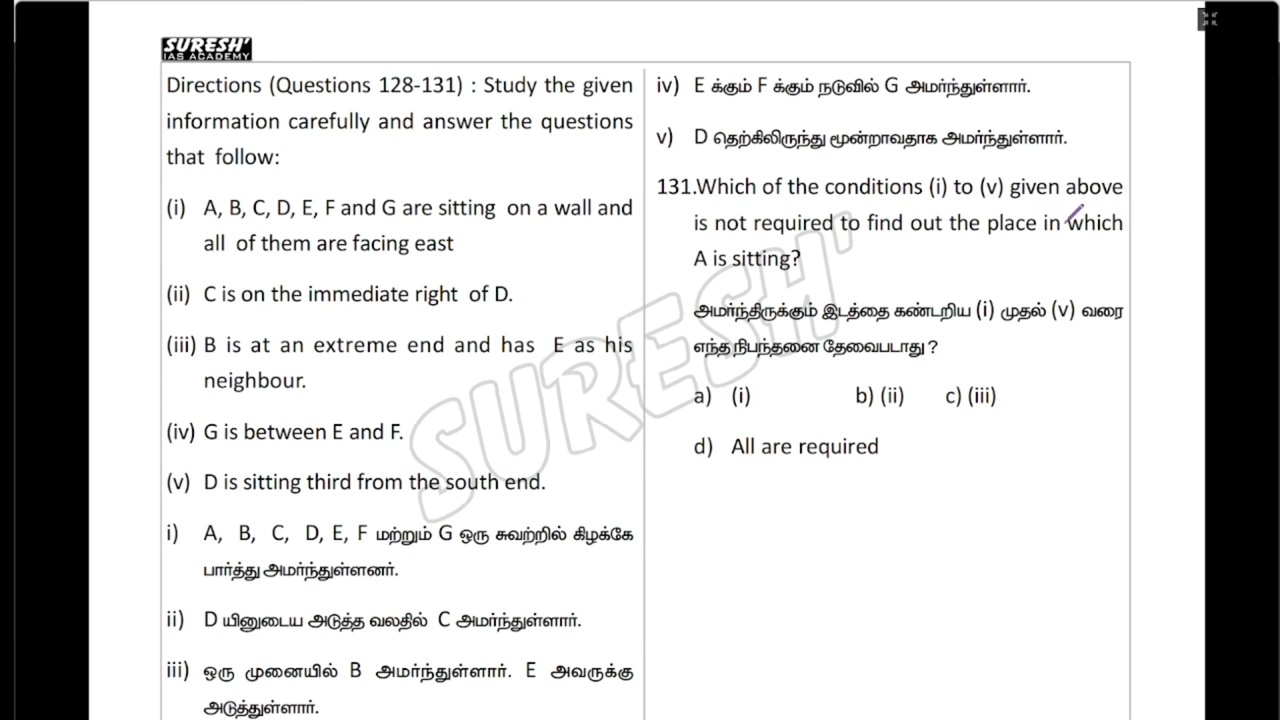 SURESH'
IAS ACADEMY
Directions (Questions 128-131) : Study the given
information carefully and answer the questions
that follow:
(i) A, B, C, D, E, F and G are sitting on a wall and
all of them are facing east
(ii) C is on the immediate right of D.
(iii) B is at an extreme end and has E as his
neighbour.
(iv) G is between E and F.
(v) D is sitting third from the south end.
i) A, B, C, D, E, F மற்றும் G ஒரு சுவற்றில் கிழக்கே
பார்த்து அமர்ந்துள்ளனர்.
ii) D யினுடைய அடுத்த வலதில் C அமர்ந்துள்ளார்.
iii) ஒரு முனையில் B அமர்ந்துள்ளார். E அவருக்கு
அடுத்துள்ளார்.
iv) E க்கும் F க்கும் நடுவில் G அமர்ந்துள்ளார்.
v) D தெற்கிலிருந்து மூன்றாவதாக அமர்ந்துள்ளார்.
131.Which of the conditions (i) to (v) given above
is not required to find out the place in which
A is sitting?
அமர்ந்திருக்கும் இடத்தை கண்டறிய (i) முதல் (v) வரை
எந்த நிபந்தனை தேவைபடாது ?
a) (i) b) (ii) c) (iii)
d) All are required
SURESH'